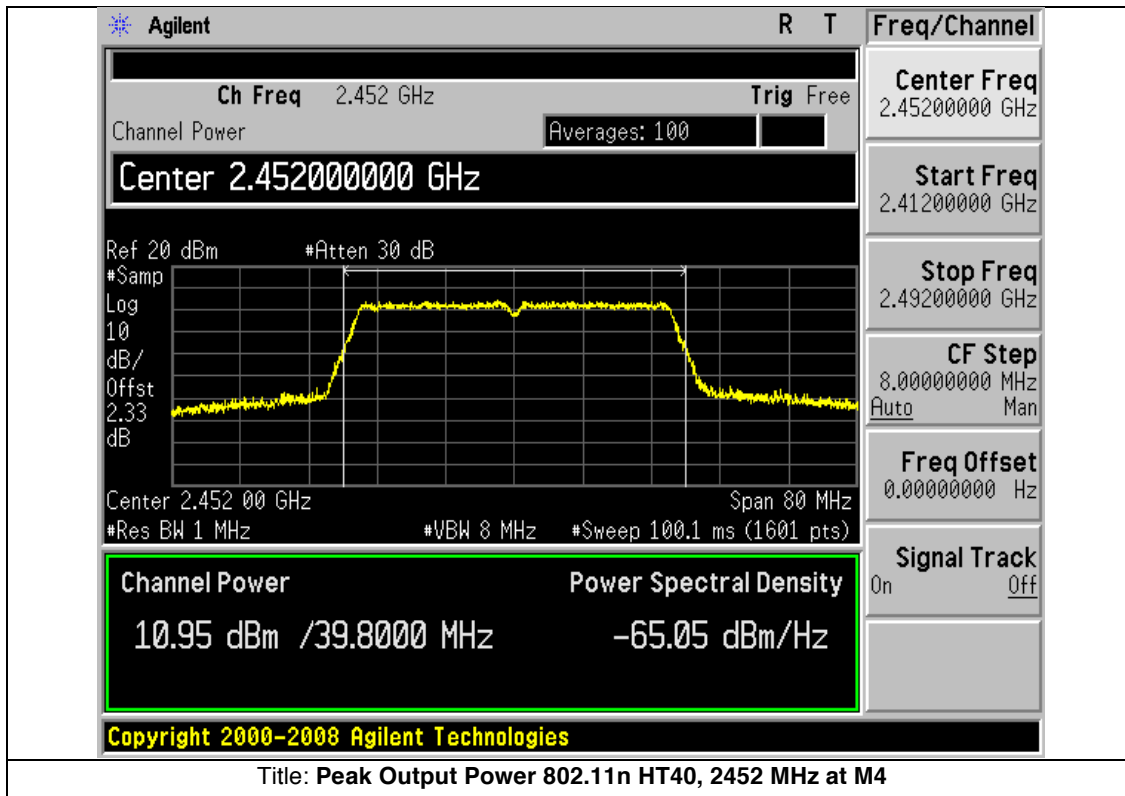 Agilent R T
Freq/Channel
Ch Freq 2.452 GHz Trig Free
Channel Power Averages: 100
Center 2.452000000 GHz
Ref 20 dBm #Atten 30 dB
#Samp
Log
10
dB/
Offst
2.33
dB
Center 2.452 00 GHz Span 80 MHz
#Res BW 1 MHz #VBW 8 MHz #Sweep 100.1 ms (1601 pts)
Channel Power Power Spectral Density
10.95 dBm /39.8000 MHz -65.05 dBm/Hz
Center Freq
2.45200000 GHz
Start Freq
2.41200000 GHz
Stop Freq
2.49200000 GHz
CF Step
8.00000000 MHz
Auto Man
Freq Offset
0.00000000 Hz
Signal Track
On Off
Copyright 2000-2008 Agilent Technologies
Title: Peak Output Power 802.11n HT40, 2452 MHz at M4